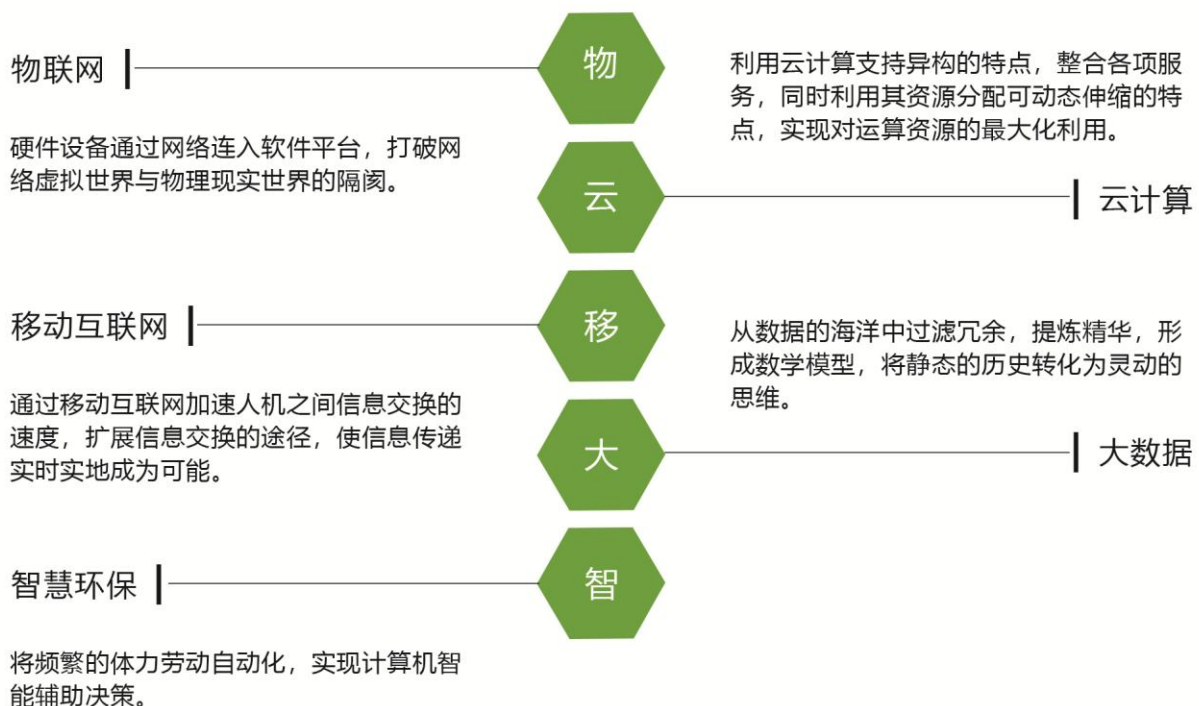 物
物联网
硬件设备通过网络连入软件平台，打破网
络虚拟世界与物理现实世界的隔阂。
利用云计算支持异构的特点，整合各项服
务，同时利用其资源分配可动态伸缩的特
点，实现对运算资源的最大化利用。
云
云计算
移
移动互联网
通过移动互联网加速人机之间信息交换的
速度，扩展信息交换的途径，使信息传递
实时实地成为可能。
从数据的海洋中过滤冗余，提炼精华，形
成数学模型，将静态的历史转化为灵动的
思维。
大
大数据
智
智慧环保
将频繁的体力劳动自动化，实现计算机智
能辅助决策。